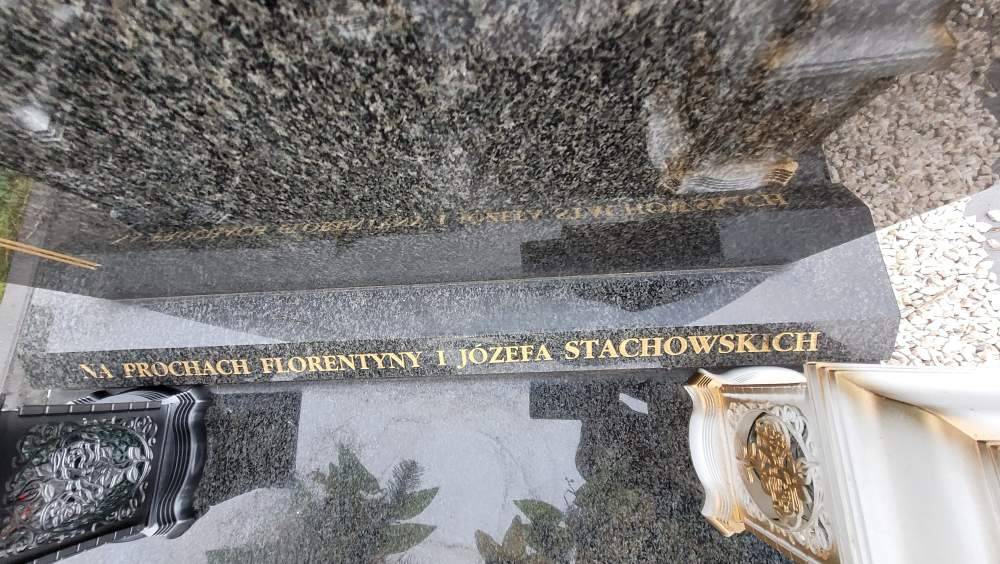 NA PROCHACH FLORENTYNY I JÓZEFA STACHOWSKICH